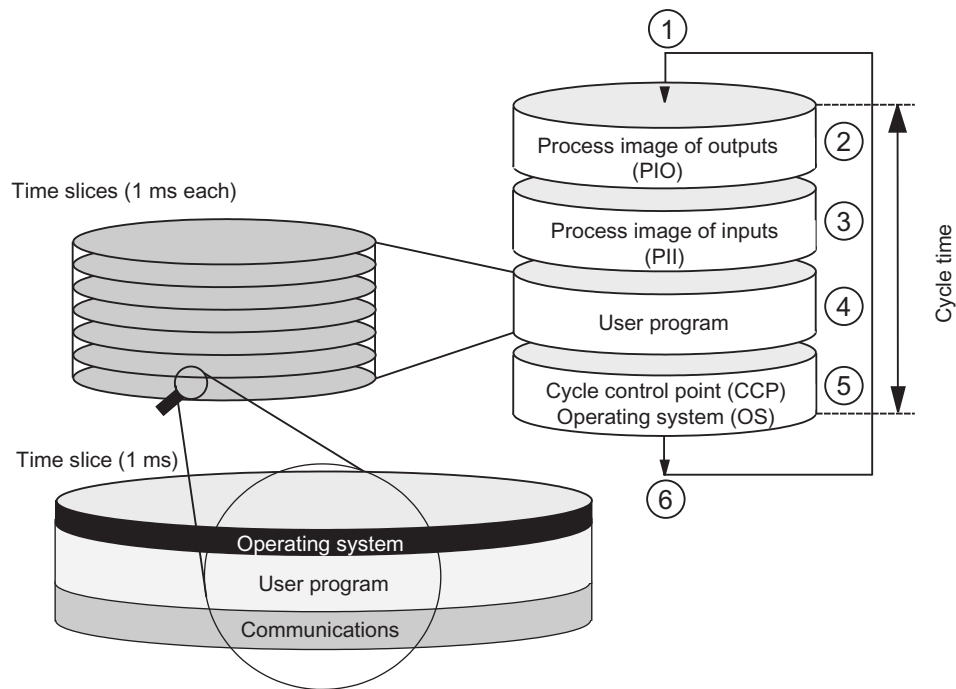 1
Process image of outputs
(PIO)
2
Time slices (1 ms each)
Process image of inputs
(PII)
3
User program
4
Cycle time
Cycle control point (CCP)
Operating system (OS)
5
6
Time slice (1 ms)
Operating system
User program
Communications